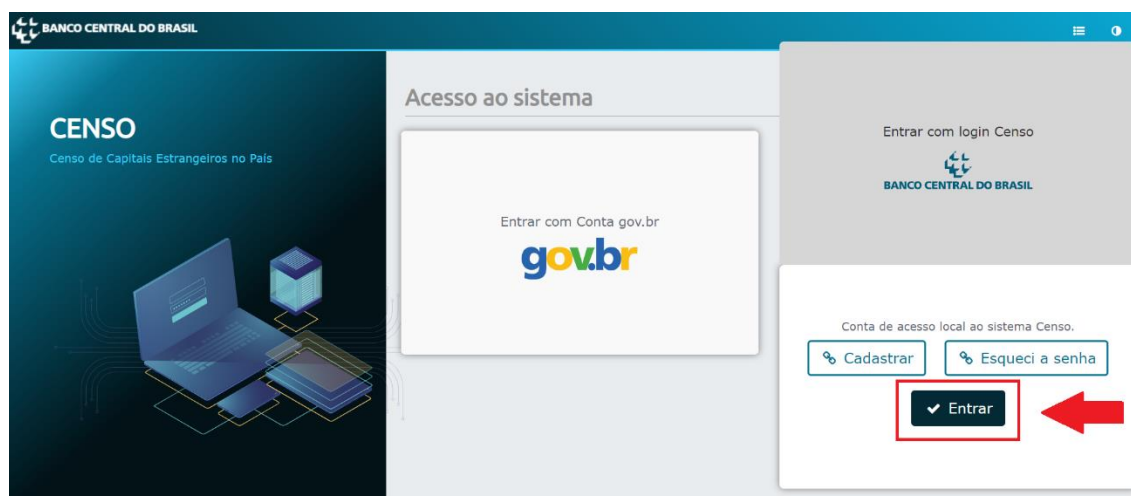 BANCO CENTRAL DO BRASIL
CENSO
Censo de Capitais Estrangeiros no País
Acesso ao sistema
Entrar com Conta gov.br
gov.br
Entrar com login Censo
BANCO CENTRAL DO BRASIL
Conta de acesso local ao sistema Censo.
Cadastrar
Esqueci a senha
Entrar